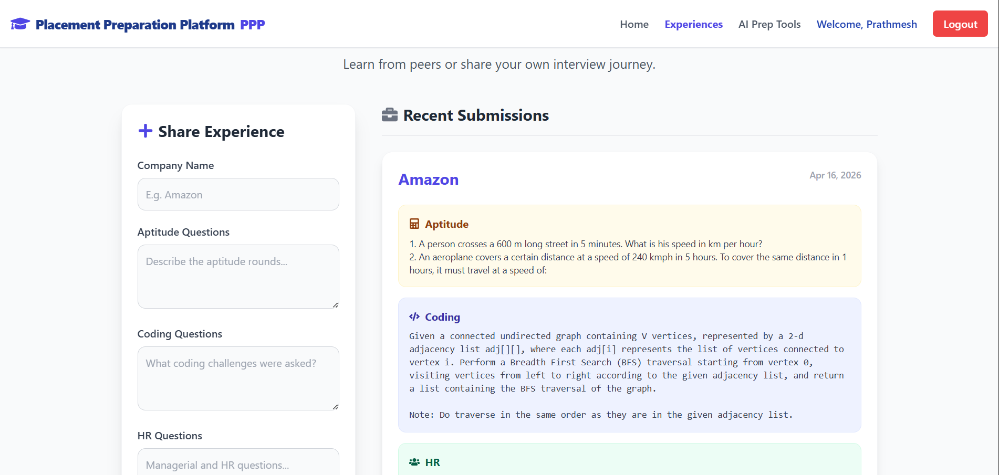 Placement Preparation Platform PPP
Home Experiences AI Prep Tools Welcome, Prathmesh Logout
Learn from peers or share your own interview journey.
Share Experience
Company Name
E.g. Amazon
Aptitude Questions
Describe the aptitude rounds...
Coding Questions
What coding challenges were asked?
HR Questions
Managerial and HR questions...
Recent Submissions
Amazon
Apr 16, 2026
Aptitude
1. A person crosses a 600 m long street in 5 minutes. What is his speed in km per hour?
2. An aeroplane covers a certain distance at a speed of 240 kmph in 5 hours. To cover the same distance in 1
hours, it must travel at a speed of:
Coding
Given a connected undirected graph containing V vertices, represented by a 2-d
adjacency list adj[][], where each adj[i] represents the list of vertices connected to
vertex i. Perform a Breadth First Search (BFS) traversal starting from vertex 0,
visiting vertices from left to right according to the given adjacency list, and return
a list containing the BFS traversal of the graph.
Note: Do traverse in the same order as they are in the given adjacency list.
HR